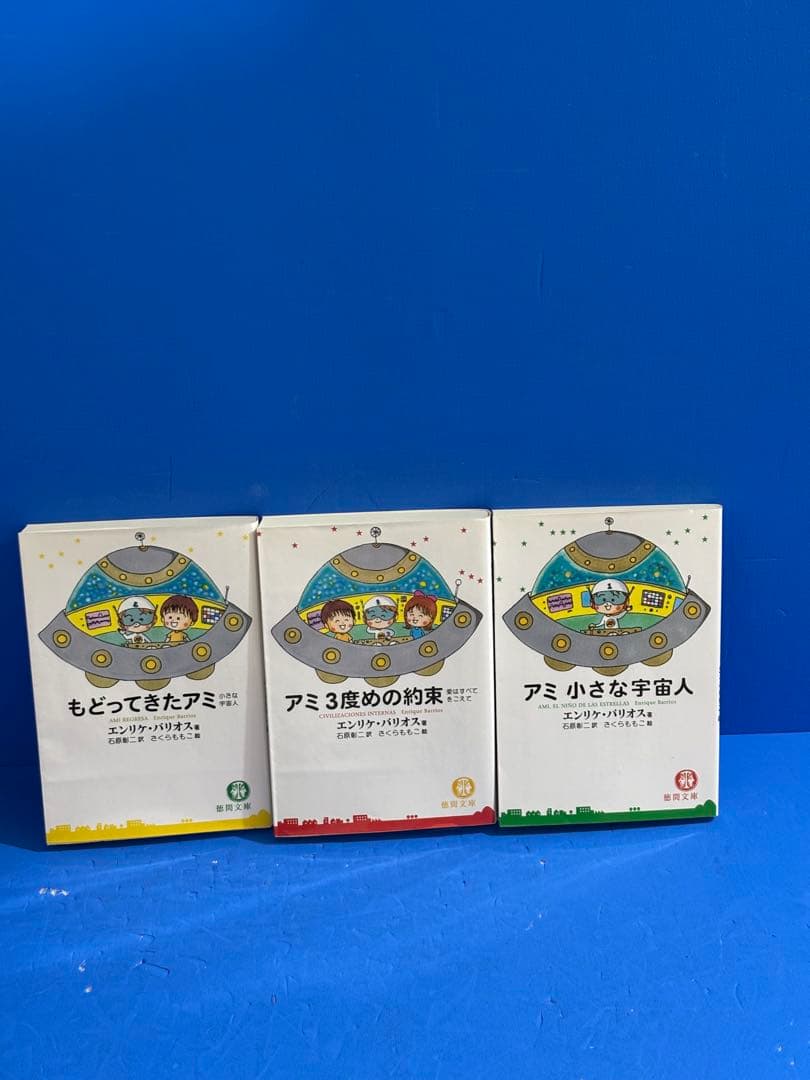 もどってきたアミ 小さな宇宙人
AMI REGRESA Enrique Barrios
エンリケ・バリオス 著
石原彰二 訳 さくらももこ 絵
徳間文庫
アミ 3度めの約束 愛はすべてをこえて
CIVILIZACIONES INTERNAS Enrique Barrios
エンリケ・バリオス 著
石原彰二 訳 さくらももこ 絵
徳間文庫
アミ 小さな宇宙人
AMI, EL NIÑO DE LAS ESTRELLAS Enrique Barrios
エンリケ・バリオス 著
石原彰二 訳 さくらももこ 絵
徳間文庫